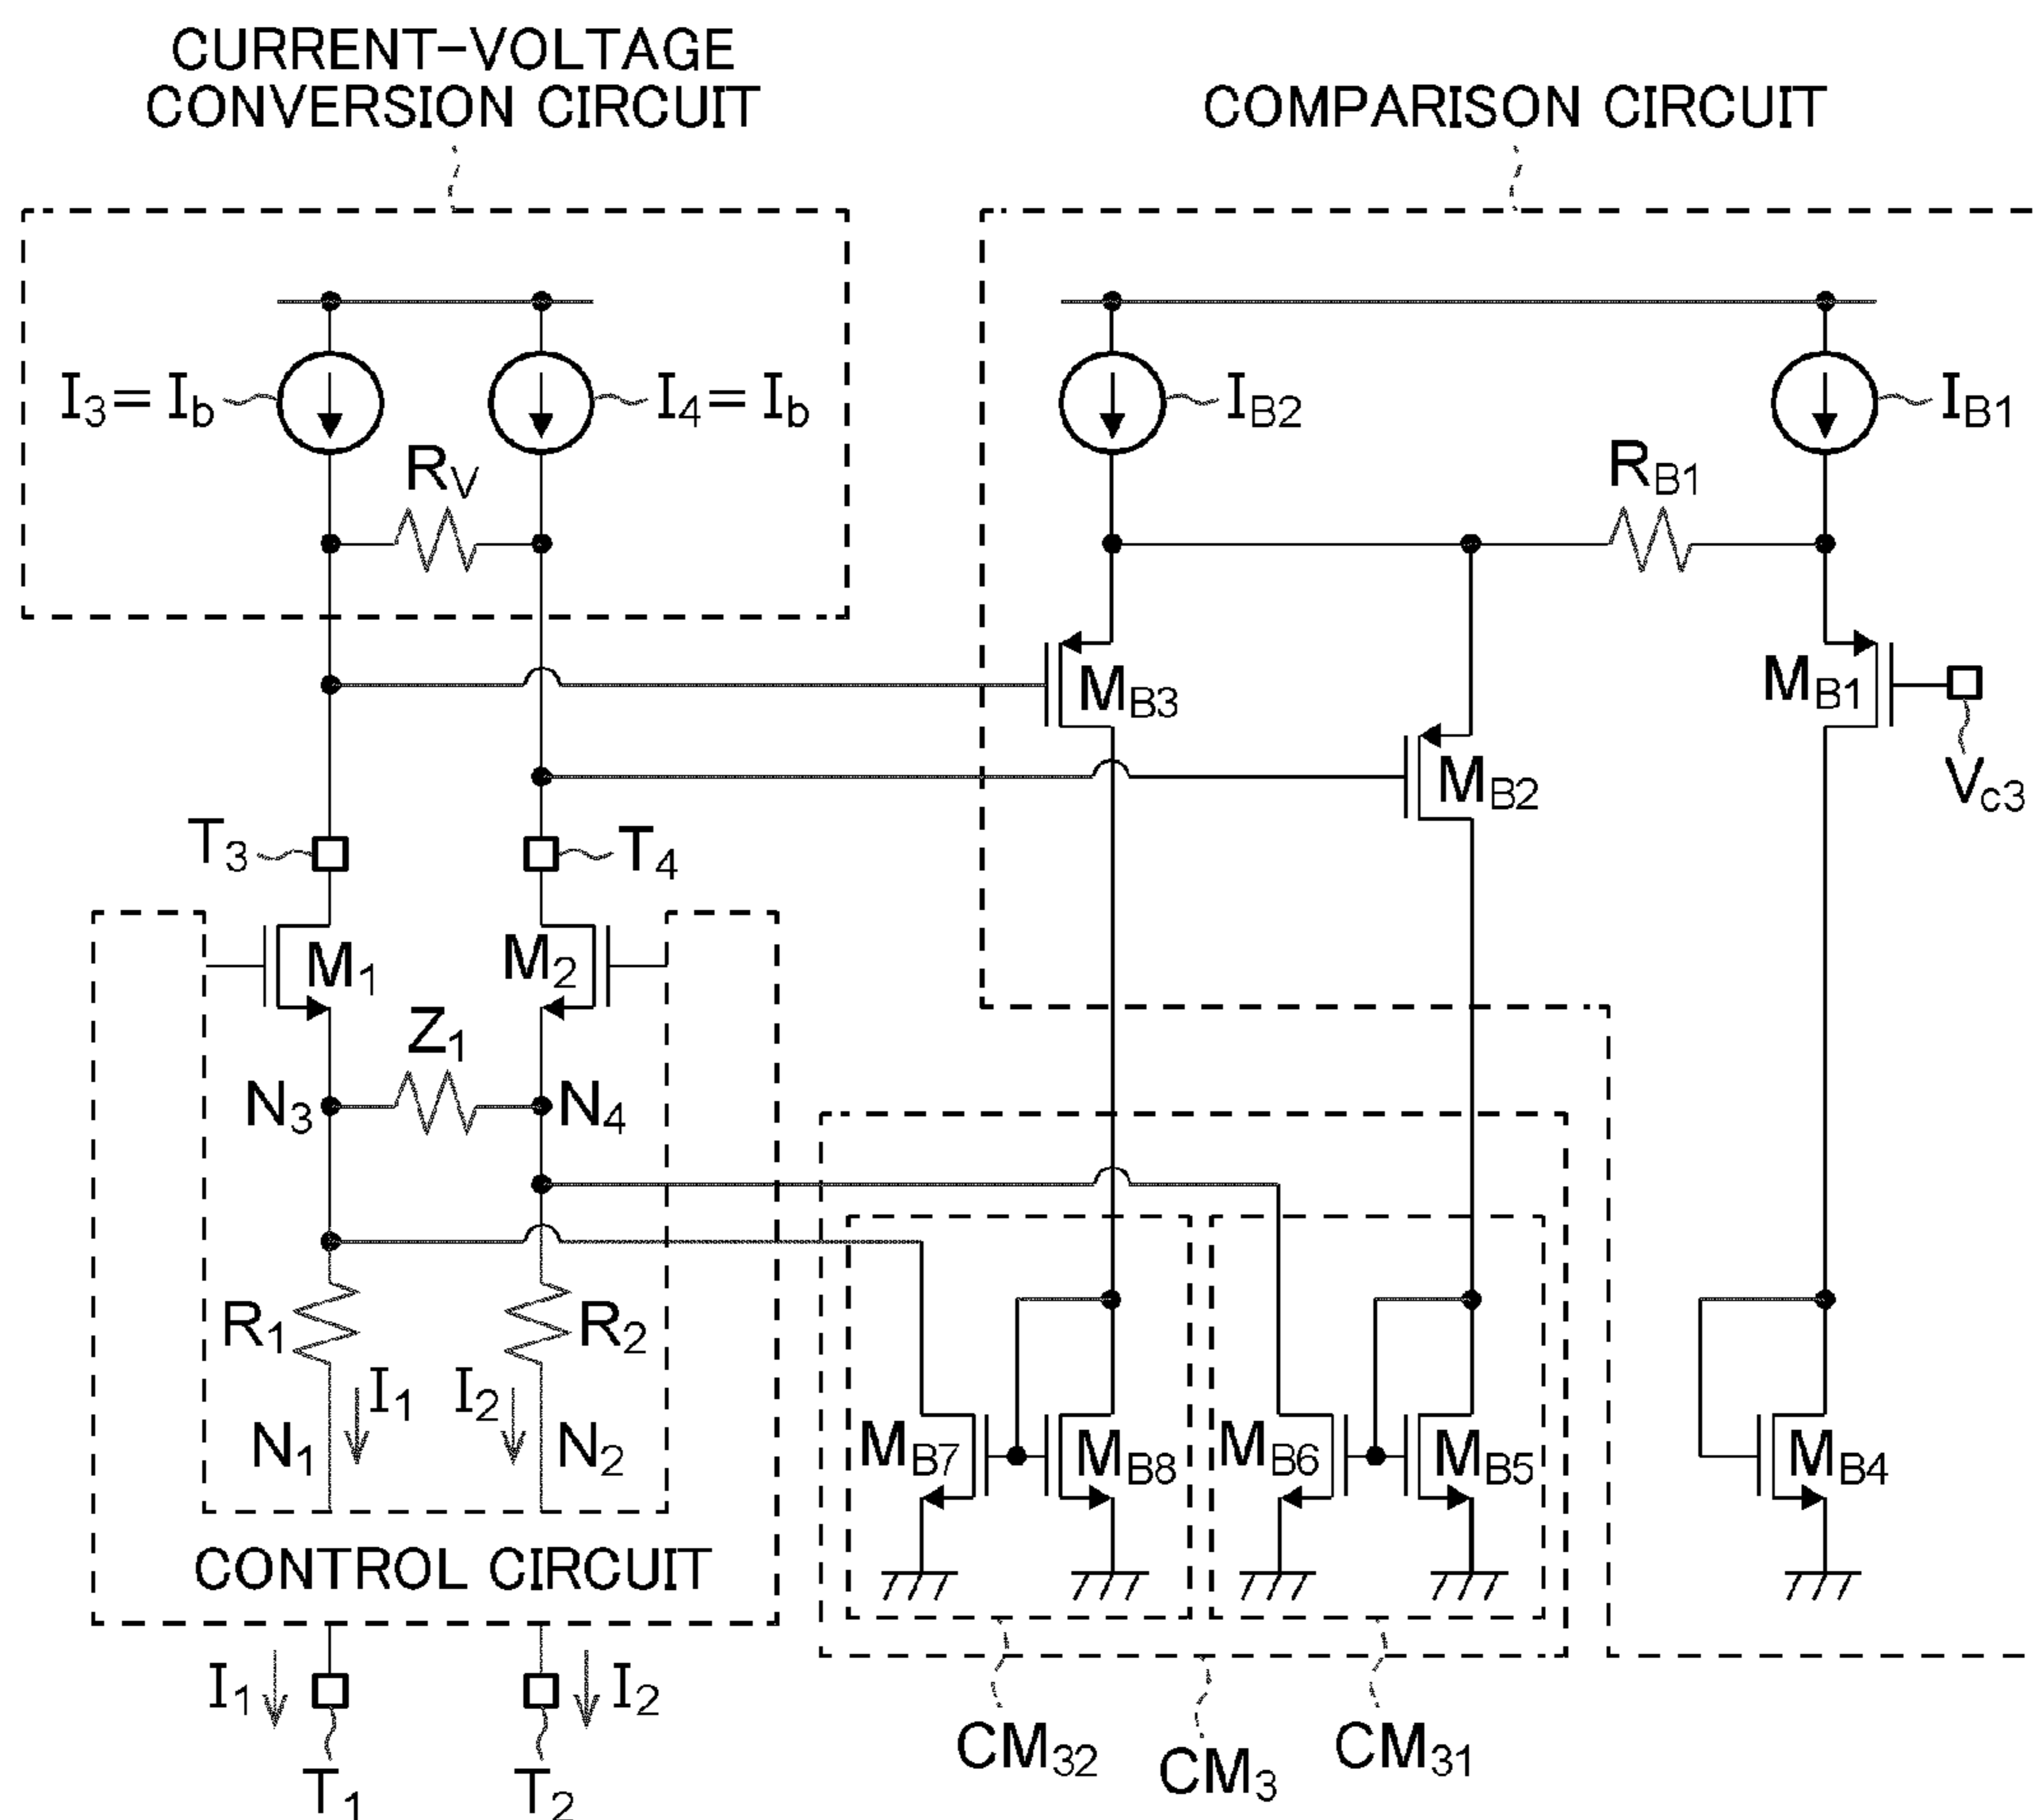 CURRENT-VOLTAGE
CONVERSION CIRCUIT
COMPARISON CIRCUIT
I3=Ib
I4=Ib
IB2
IB1
RV
RB1
MB3
MB1
MB2
Vc3
T3
T4
M1
M2
Z1
N3
N4
R1
R2
I1
I2
N1
N2
MB7
MB8
MB6
MB5
MB4
CONTROL CIRCUIT
I1
I2
CM32
CM3
CM31
T1
T2